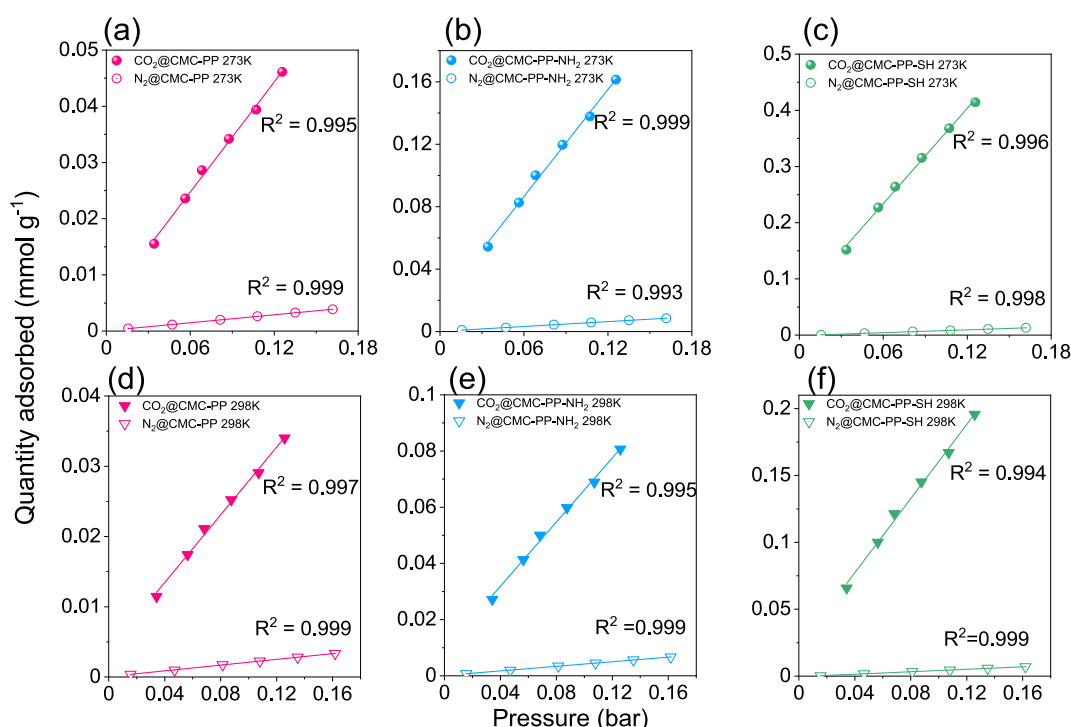 (a)
CO₂@CMC-PP 273K
N₂@CMC-PP 273K
R² = 0.995
R² = 0.999
0.05
0.04
0.03
0.02
0.01
0
0 0.06 0.12 0.18
(b)
CO₂@CMC-PP-NH₂ 273K
N₂@CMC-PP-NH₂ 273K
R² = 0.999
R² = 0.993
0.16
0.12
0.08
0.04
0
0 0.06 0.12 0.18
(c)
CO₂@CMC-PP-SH 273K
N₂@CMC-PP-SH 273K
R² = 0.996
R² = 0.998
0.5
0.4
0.3
0.2
0.1
0
0 0.06 0.12 0.18
(d)
CO₂@CMC-PP 298K
N₂@CMC-PP 298K
R² = 0.997
R² = 0.999
0.04
0.03
0.02
0.01
0
0 0.04 0.08 0.12 0.16
(e)
CO₂@CMC-PP-NH₂ 298K
N₂@CMC-PP-NH₂ 298K
R² = 0.995
R² =0.999
0.1
0.08
0.06
0.04
0.02
0
0 0.04 0.08 0.12 0.16
(f)
CO₂@CMC-PP-SH 298K
N₂@CMC-PP-SH 298K
R² = 0.994
R²=0.999
0.2
0.15
0.1
0.05
0
0 0.04 0.08 0.12 0.16
Quantity adsorbed (mmol g⁻¹)
Pressure (bar)